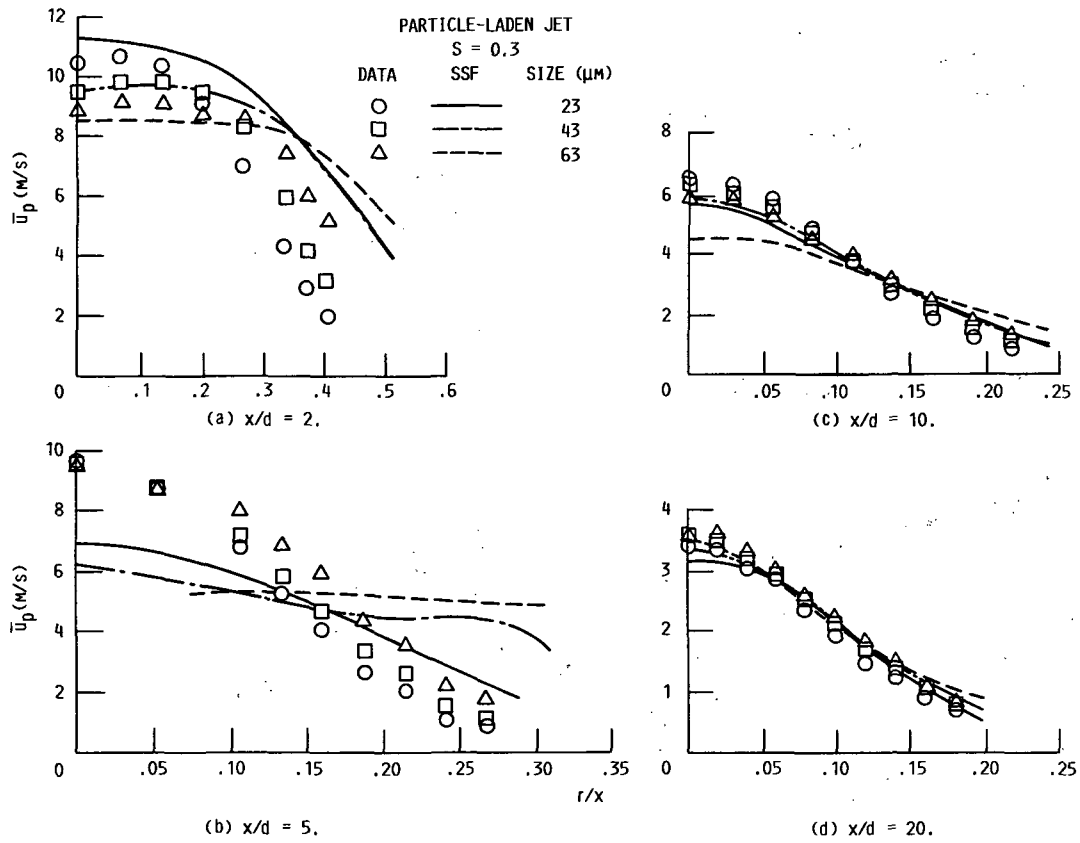 PARTICLE-LADEN JET
S = 0.3
DATA SSF SIZE (μM)
23
43
63
12
10
8
6
4
2
0
ūp (M/S)
.1 .2 .3 .4 .5 .6
(a) x/d = 2.
8
6
4
2
0
.05 .10 .15 .20 .25
(c) x/d = 10.
10
8
6
4
2
0
ūp (M/S)
.05 .10 .15 .20 .25 .30 .35
r/x
(b) x/d = 5.
4
3
2
1
0
.05 .10 .15 .20 .25
(d) x/d = 20.